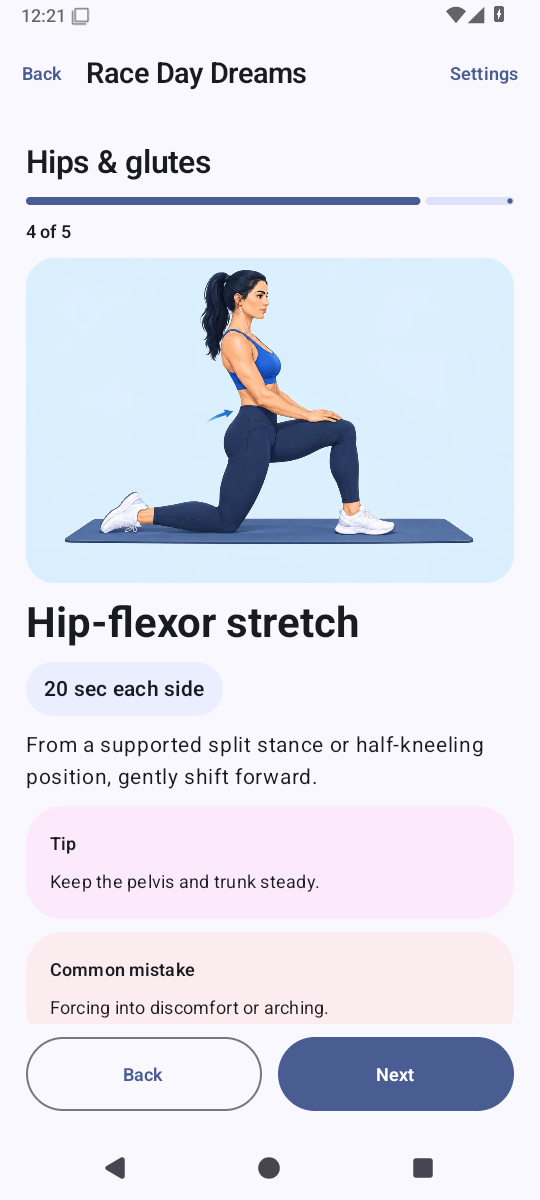 12:21
Back Race Day Dreams Settings
Hips & glutes
4 of 5
Hip-flexor stretch
20 sec each side
From a supported split stance or half-kneeling
position, gently shift forward.
Tip
Keep the pelvis and trunk steady.
Common mistake
Forcing into discomfort or arching.
Back Next